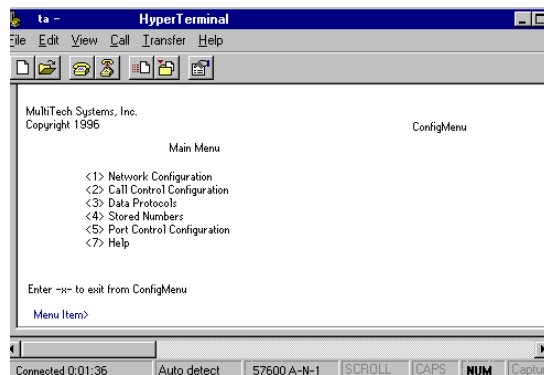 ta - HyperTerminal
File Edit View Call Transfer Help
MultiTech Systems, Inc.
Copyright 1996
ConfigMenu
Main Menu
<1> Network Configuration
<2> Call Control Configuration
<3> Data Protocols
<4> Stored Numbers
<5> Port Control Configuration
<7> Help
Enter -x- to exit from ConfigMenu
Menu Item>
Connected 0:01:36 Auto detect 57600 A-N-1 SCROLL CAPS NUM Captu